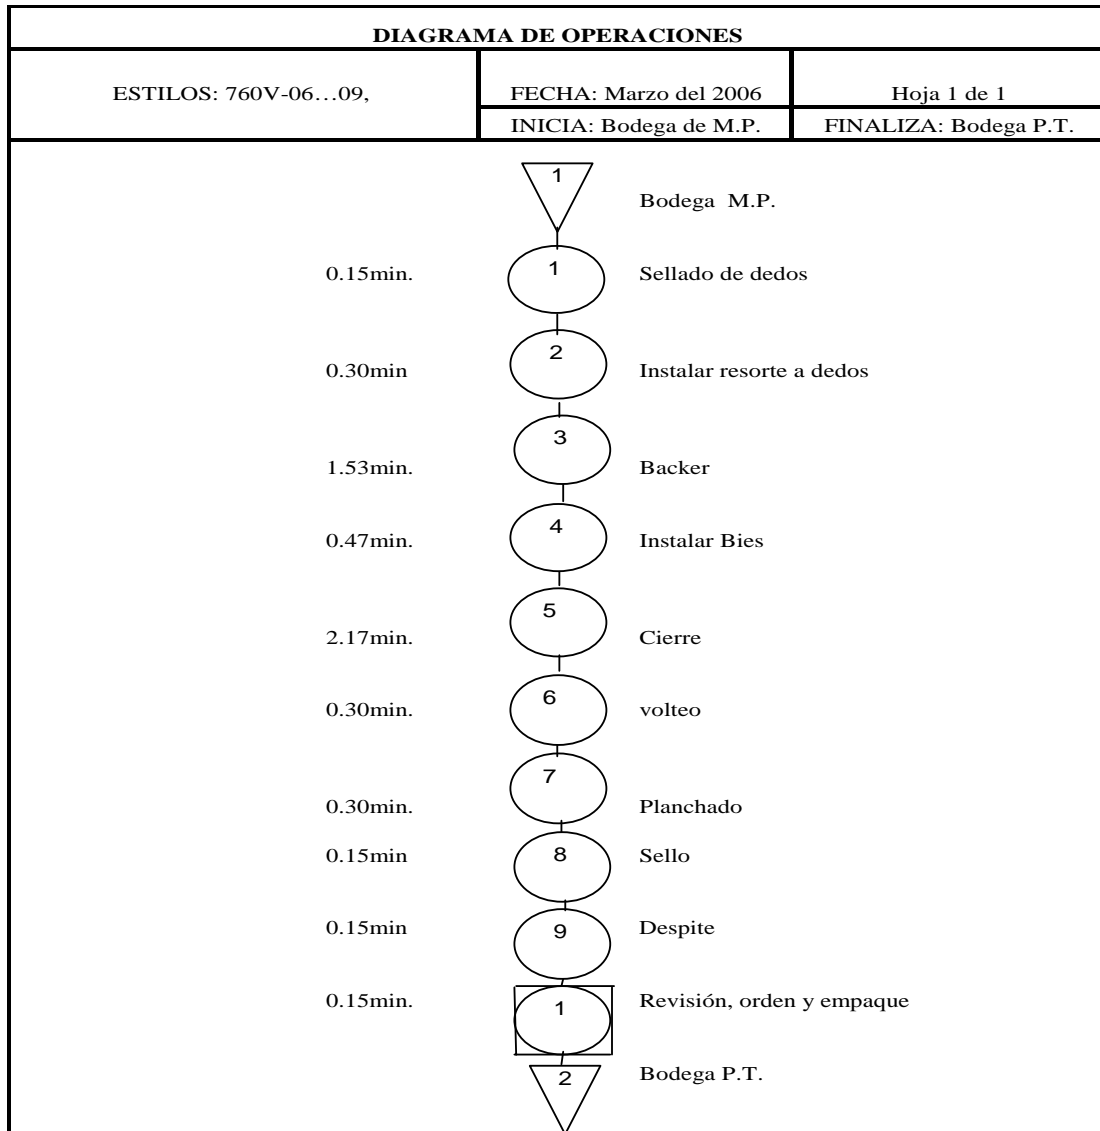 DIAGRAMA DE OPERACIONES
ESTILOS: 760V-06…09,
FECHA: Marzo del 2006
Hoja 1 de 1
INICIA: Bodega de M.P.
FINALIZA: Bodega P.T.
1
Bodega M.P.
0.15min.
1
Sellado de dedos
0.30min
2
Instalar resorte a dedos
1.53min.
3
Backer
0.47min.
4
Instalar Bies
2.17min.
5
Cierre
0.30min.
6
volteo
0.30min.
7
Planchado
0.15min
8
Sello
0.15min
9
Despite
0.15min.
1
Revisión, orden y empaque
2
Bodega P.T.